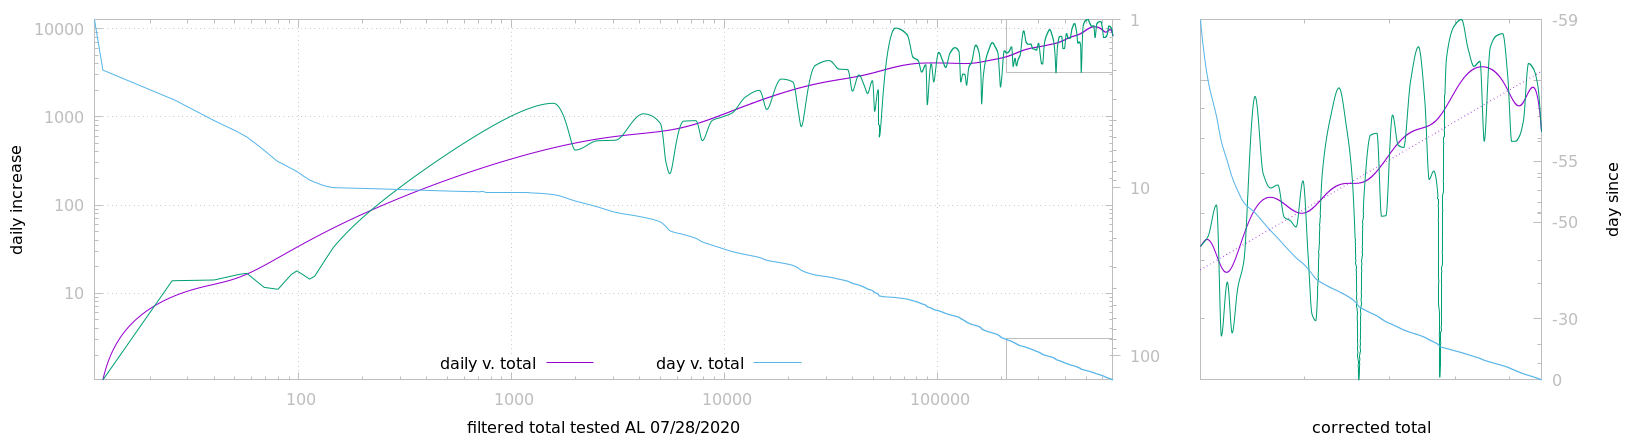 10000
1000
100
10
daily increase
1
10
100
100
1000
10000
100000
daily v. total
day v. total
filtered total tested AL 07/28/2020
-59
-55
-50
-30
0
day since
corrected total